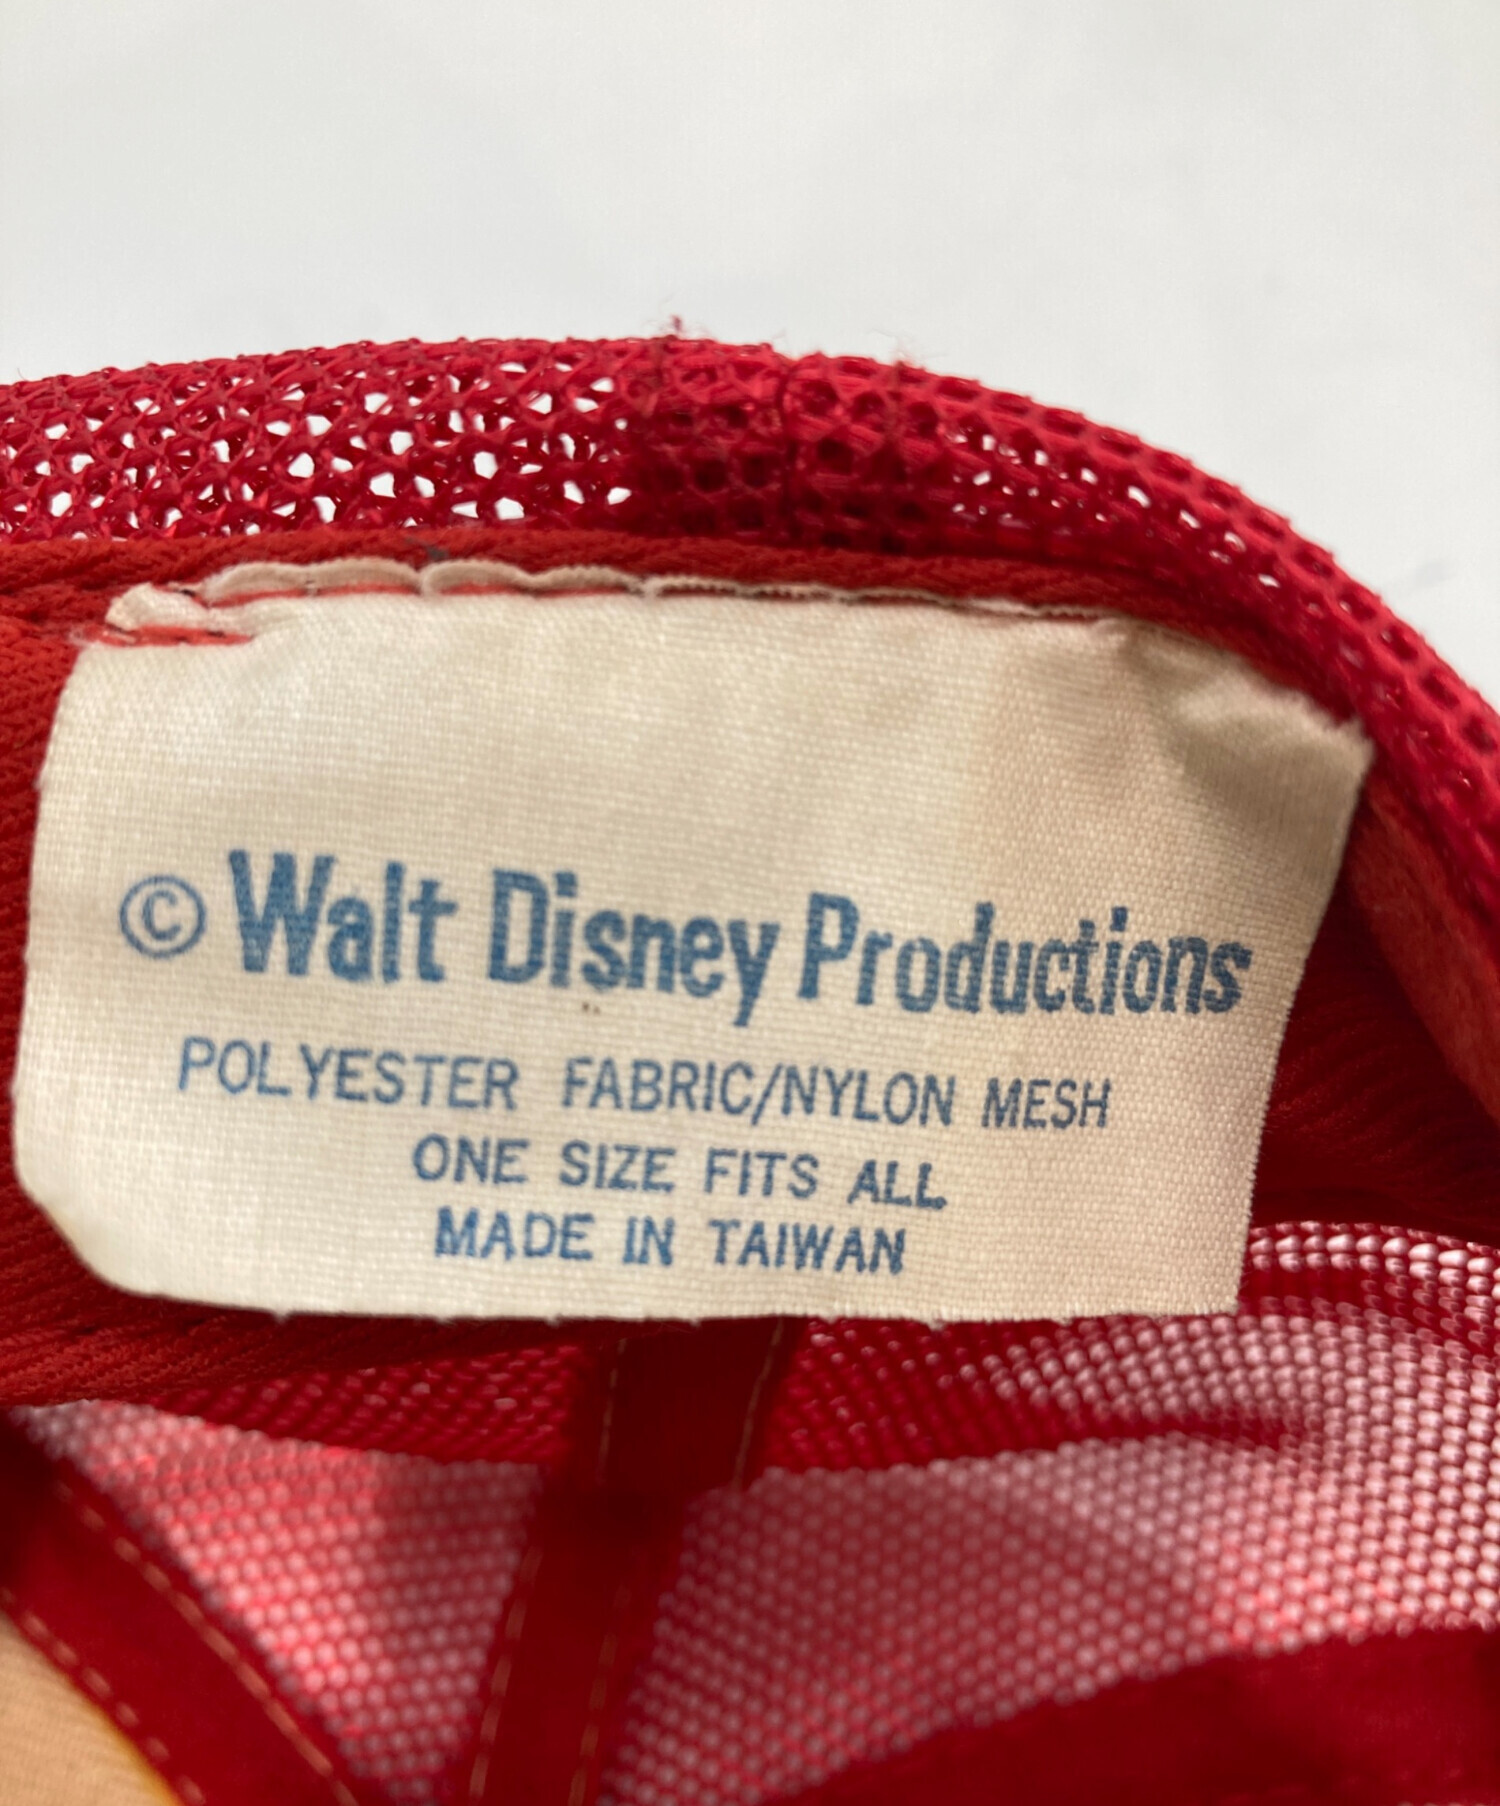 © Walt Disney Productions
POLYESTER FABRIC/NYLON MESH
ONE SIZE FITS ALL
MADE IN TAIWAN